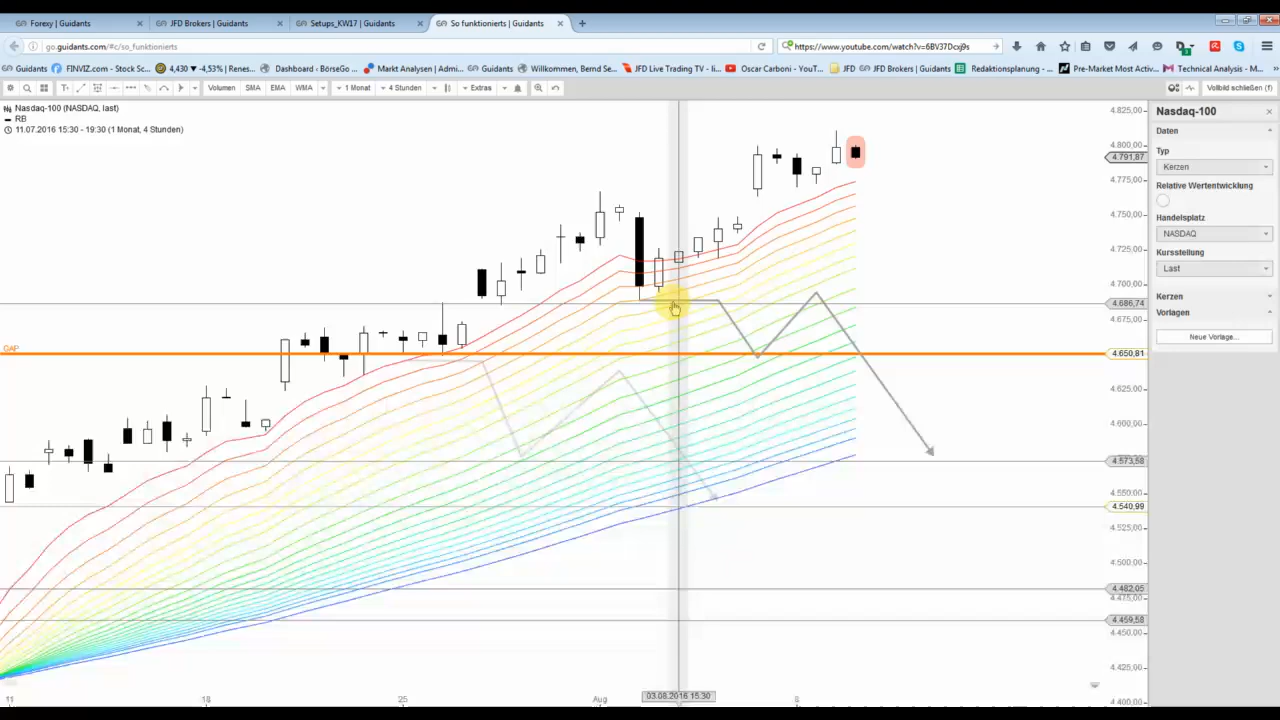 Forexy | Guidants
JFD Brokers | Guidants
Setups_KW17 | Guidants
So funktionierts | Guidants
go.guidants.com/#c/so_funktionierts
https://www.youtube.com/watch?v=6BV37Dcxj9s
Guidants
FINVIZ.com - Stock Sc...
4,430 ▼ -4,53% | Renes...
Dashboard ‹ BörseGo ...
Markt Analysen | Admi...
Guidants
Willkommen, Bernd Se...
JFD Live Trading TV - li...
Oscar Carboni - YouT...
JFD
JFD Brokers | Guidants
Redaktionsplanung - ...
Pre-Market Most Activ...
Technical Analysis - M...
Volumen SMA EMA WMA 1 Monat 4 Stunden Extras
Vollbild schließen (f)
Nasdaq-100 (NASDAQ, last)
RB
11.07.2016 15:30 - 19:30 (1 Monat, 4 Stunden)
GAP
4.825,00
4.800,00
4.791,87
4.775,00
4.750,00
4.725,00
4.700,00
4.686,74
4.675,00
4.650,81
4.625,00
4.600,00
4.573,58
4.550,00
4.540,99
4.525,00
4.500,00
4.482,05
4.475,00
4.459,58
4.450,00
4.425,00
4.400,00
11 18 25 Aug 03.08.2016 15:30 8
Nasdaq-100
Daten
Typ
Kerzen
Relative Wertentwicklung
Handelsplatz
NASDAQ
Kursstellung
Last
Kerzen
Vorlagen
Neue Vorlage...